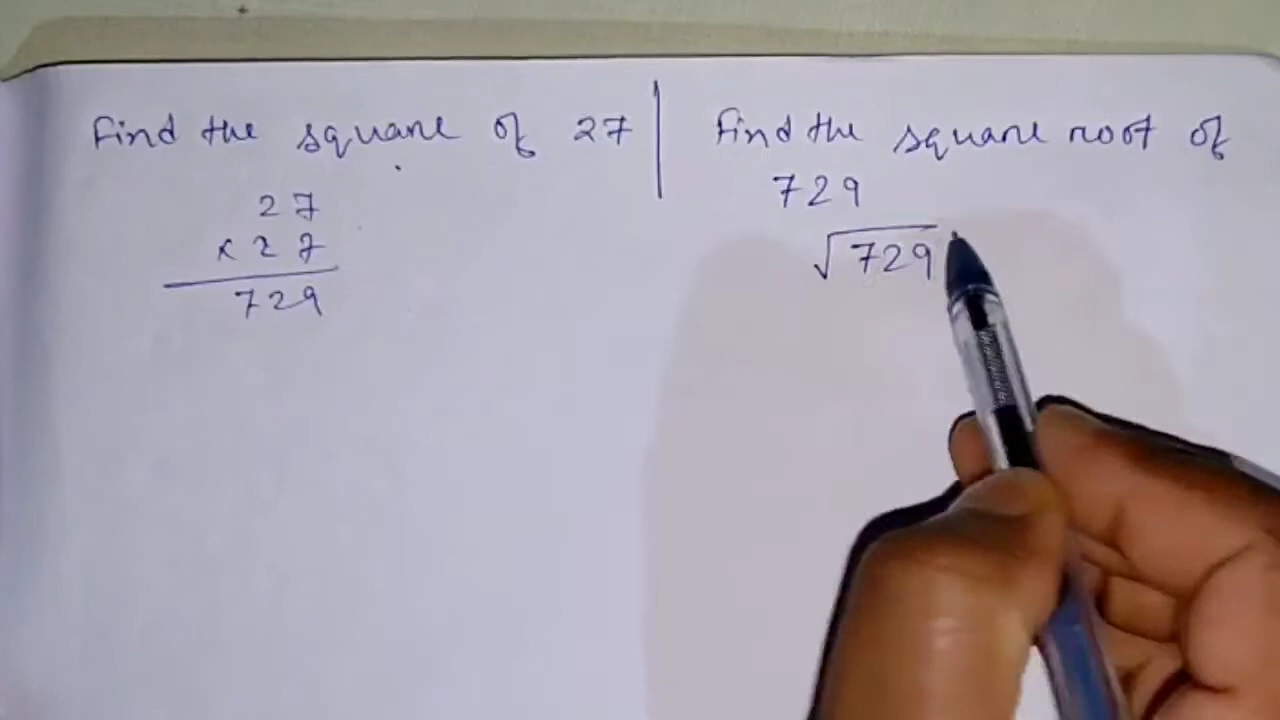 Find the square of 27
27
x 27
729
Find the square root of
729
√729